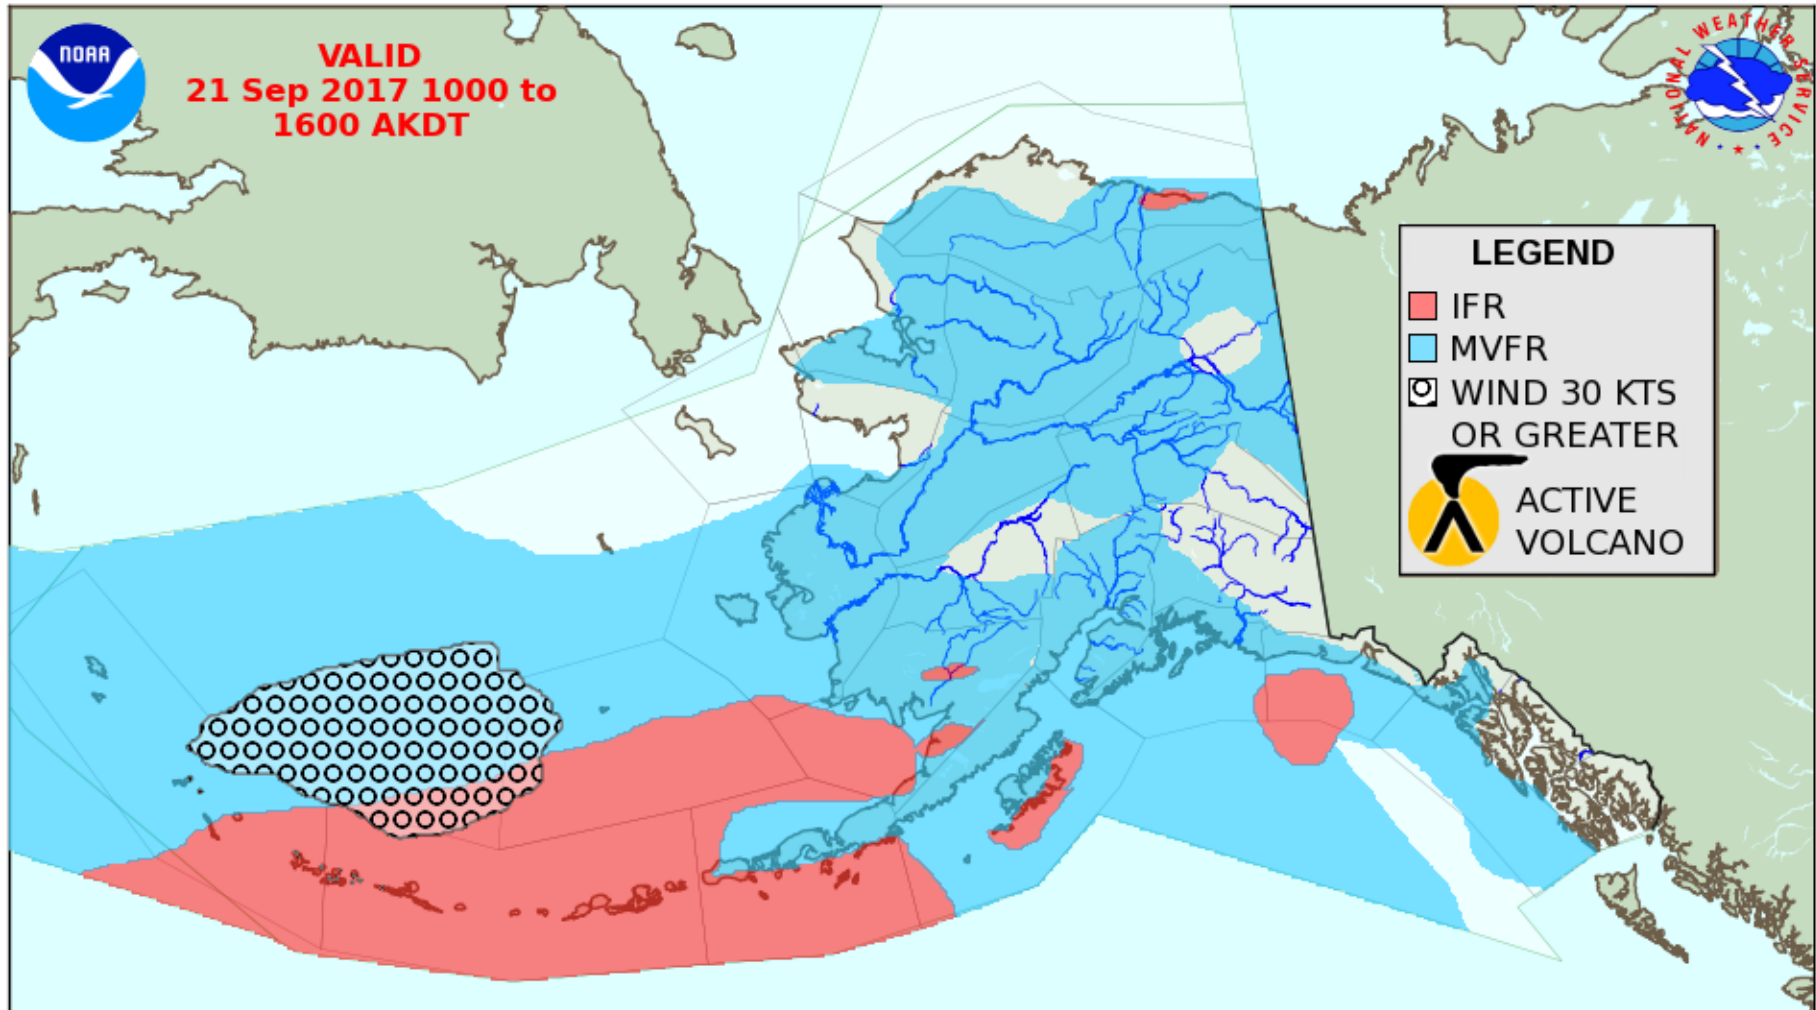 NOAA
VALID
21 Sep 2017 1000 to
1600 AKDT
NATIONAL WEATHER SERVICE
LEGEND
IFR
MVFR
WIND 30 KTS
OR GREATER
ACTIVE
VOLCANO